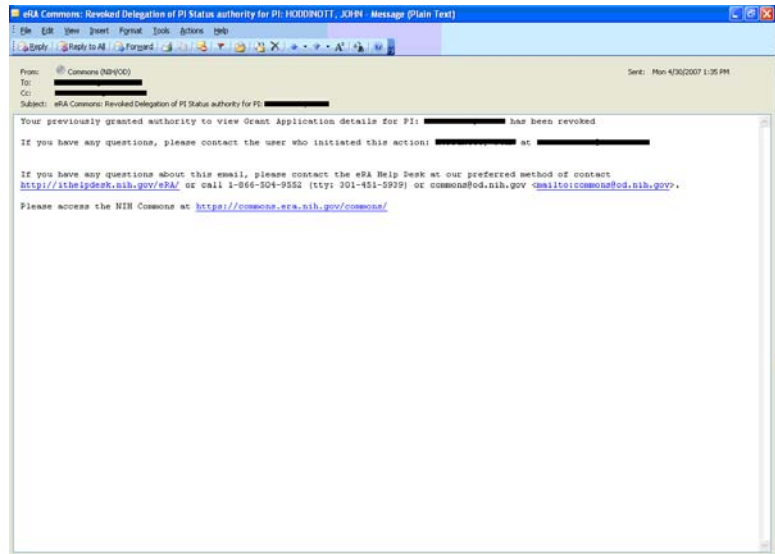 eRA Commons: Revoked Delegation of PI Status authority for PI: HODDINOTT, JOHN - Message (Plain Text)
File Edit View Insert Format Tools Actions Help
Reply Reply to All Forward
From: Commons (NIH/OD) Sent: Mon 4/30/2007 1:35 PM
To:
Cc:
Subject: eRA Commons: Revoked Delegation of PI Status authority for PI:
Your previously granted authority to view Grant Application details for PI: has been revoked
If you have any questions, please contact the user who initiated this action: at
If you have any questions about this email, please contact the eRA Help Desk at our preferred method of contact
http://ithelpdesk.nih.gov/eRA/ or call 1-866-504-9552 (tty: 301-451-5939) or commons@od.nih.gov <mailto:commons@od.nih.gov>.
Please access the NIH Commons at https://commons.era.nih.gov/commons/